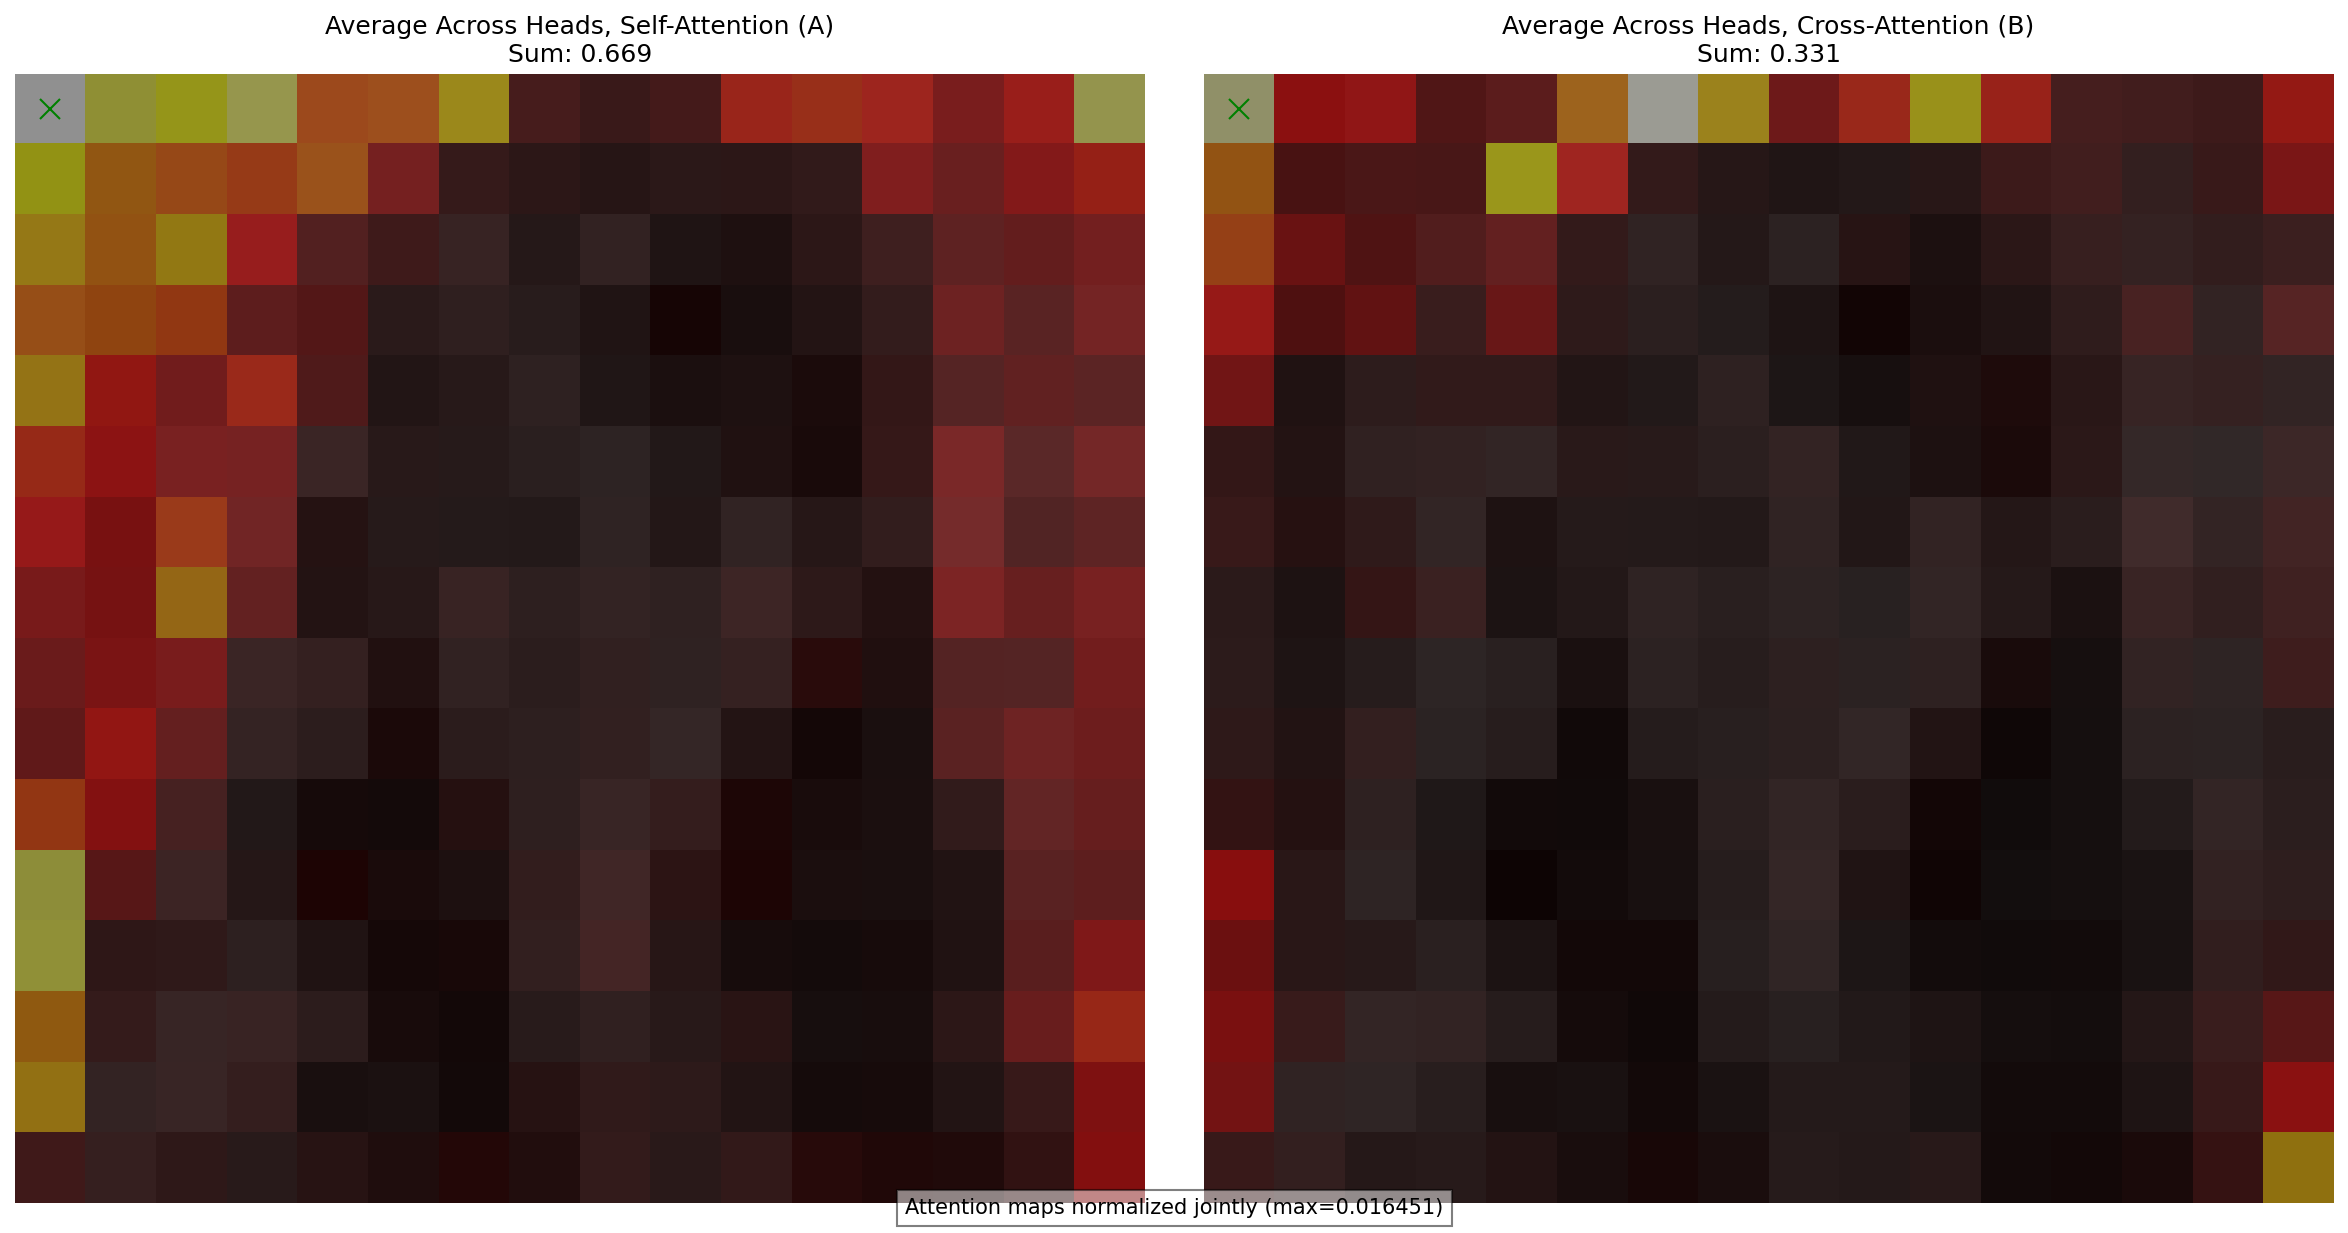 Average Across Heads, Self-Attention (A)
Sum: 0.669
Average Across Heads, Cross-Attention (B)
Sum: 0.331
Attention maps normalized jointly (max=0.016451)